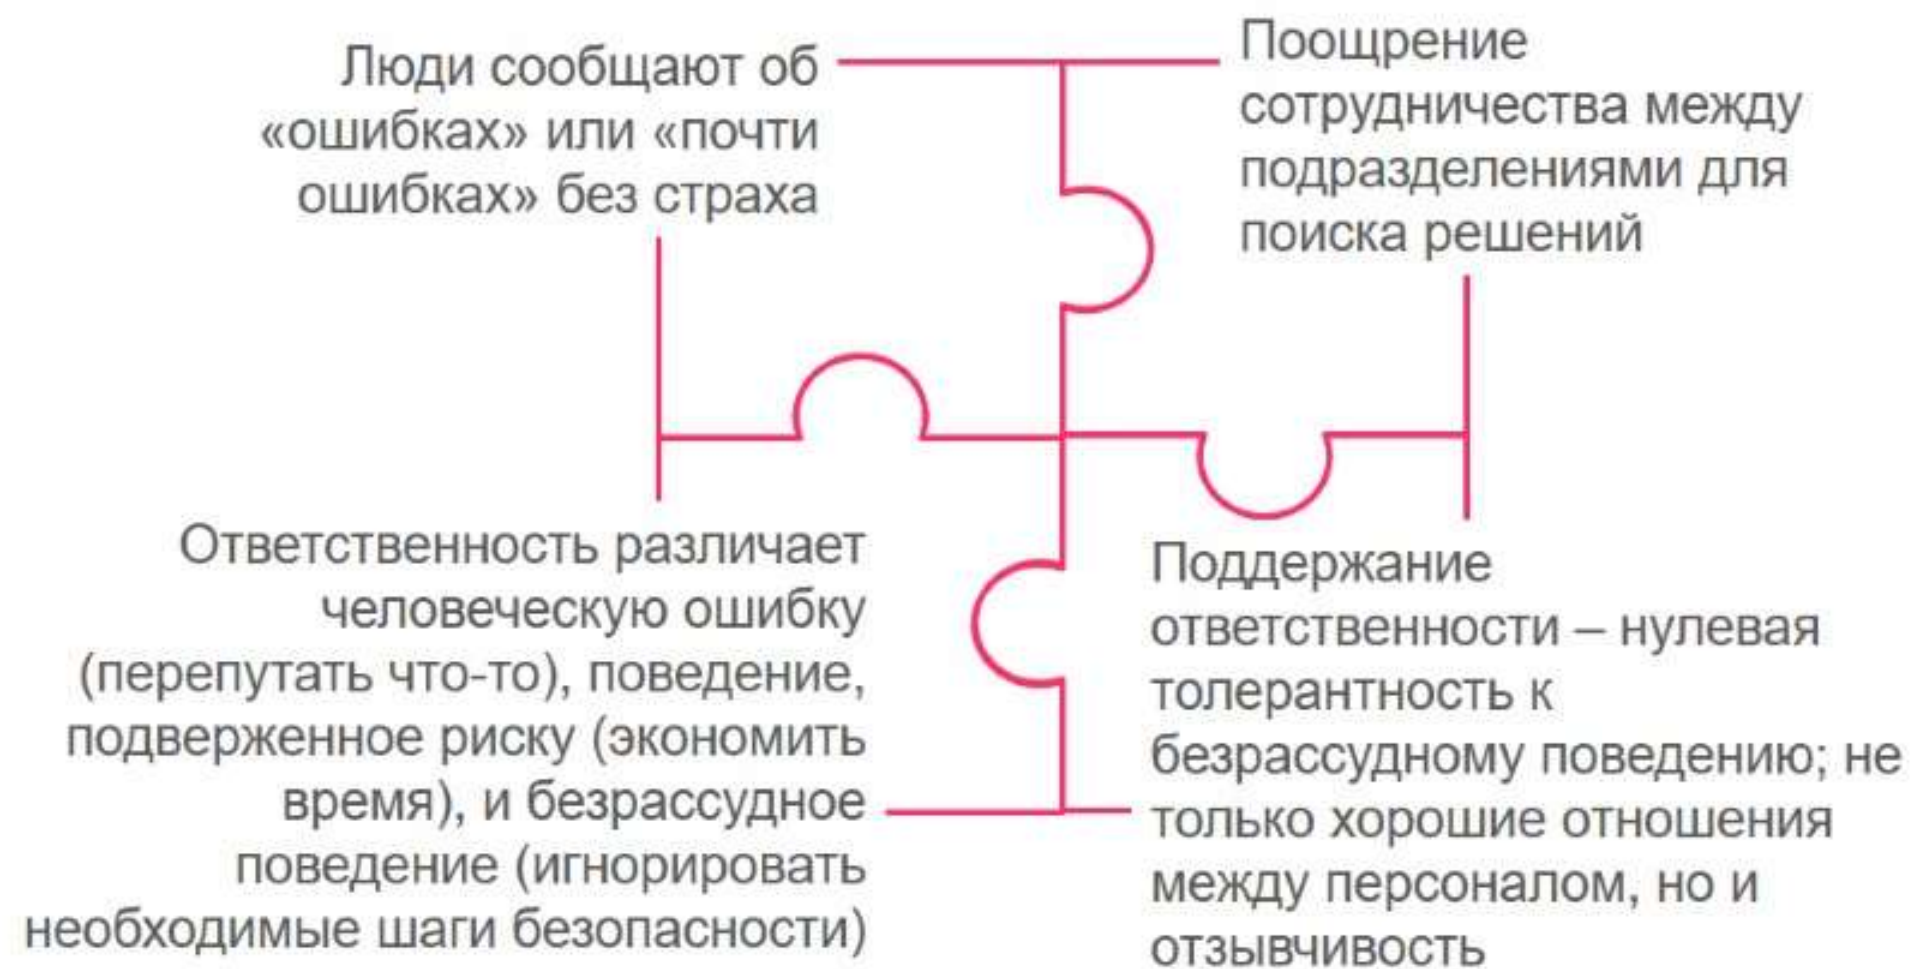 Люди сообщают об
«ошибках» или «почти
ошибках» без страха
Поощрение
сотрудничества между
подразделениями для
поиска решений
Ответственность различает
человеческую ошибку
(перепутать что-то), поведение,
подверженное риску (экономить
время), и безрассудное
поведение (игнорировать
необходимые шаги безопасности)
Поддержание
ответственности – нулевая
толерантность к
безрассудному поведению; не
только хорошие отношения
между персоналом, но и
отзывчивость